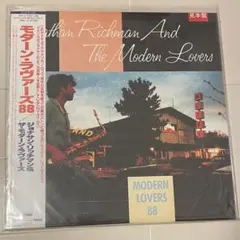 モダーン・ラヴァーズ88
ジョナサン・リッチマン&
ザ・モダーン・ラヴァーズ
Jonathan Richman And
The Modern Lovers
見本盤
MODERN
LOVERS
'88